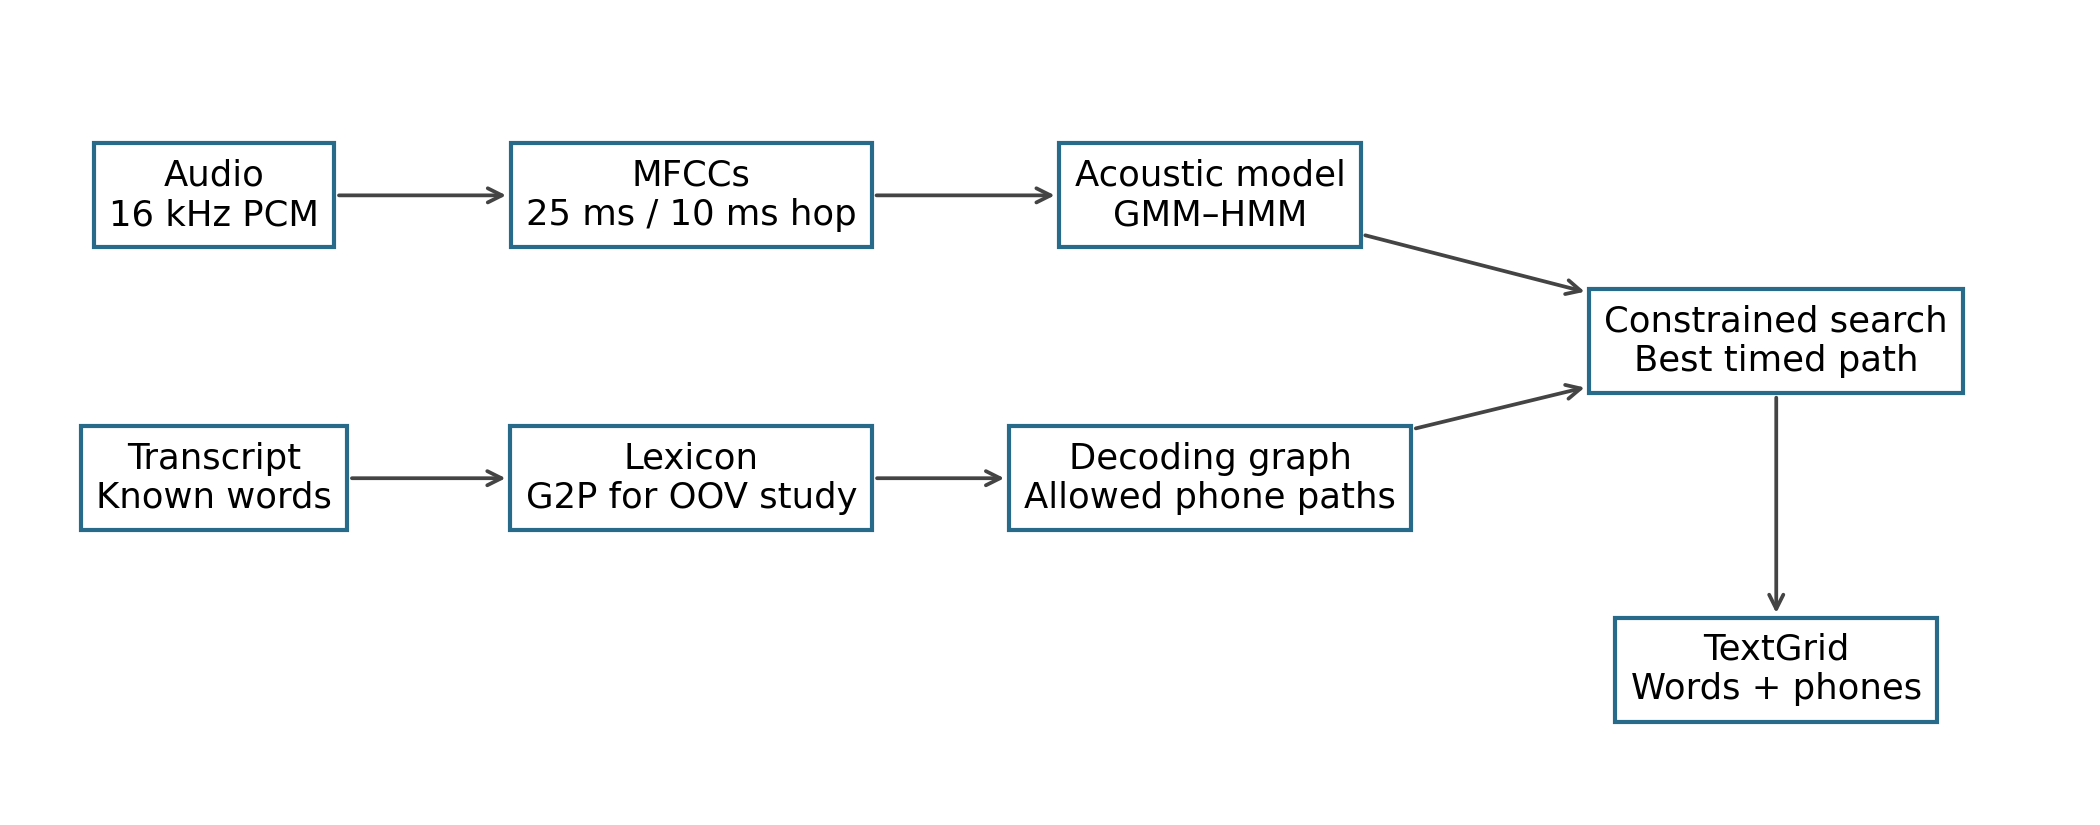 Audio
16 kHz PCM
MFCCs
25 ms / 10 ms hop
Acoustic model
GMM–HMM
Constrained search
Best timed path
Transcript
Known words
Lexicon
G2P for OOV study
Decoding graph
Allowed phone paths
TextGrid
Words + phones